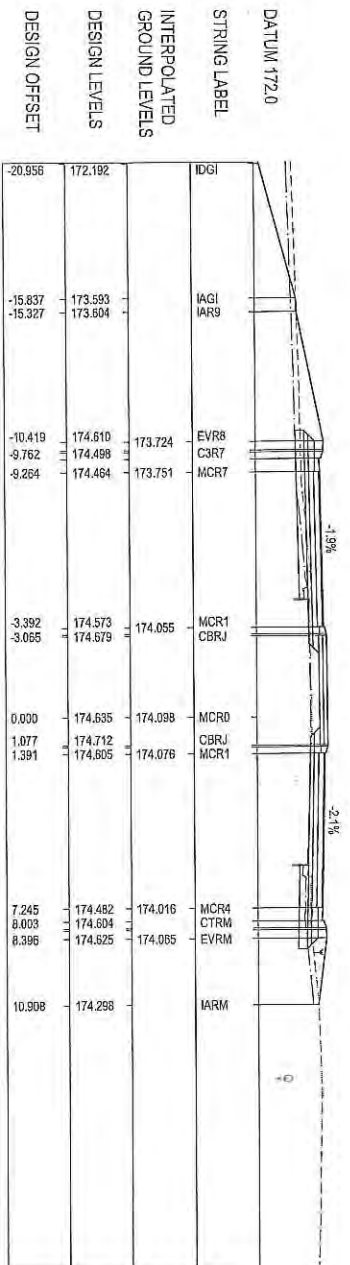 -1.9%
-2.1%
DATUM 172.0
STRING LABEL
IDGI
IAGI
IAR9
EVR8
C3R7
MCR7
MCR1
CBRJ
MCR0
CBRJ
MCR1
MCR4
CTRM
EVRM
IARM
INTERPOLATED
GROUND LEVELS
173.724
173.751
174.055
174.098
174.076
174.016
174.065
DESIGN LEVELS
172.192
173.593
173.604
174.610
174.498
174.464
174.573
174.679
174.635
174.712
174.605
174.482
174.604
174.625
174.298
DESIGN OFFSET
-20.956
-15.837
-15.327
-10.419
-9.762
-9.264
-3.392
-3.065
0.000
1.077
1.391
7.245
8.003
8.396
10.908